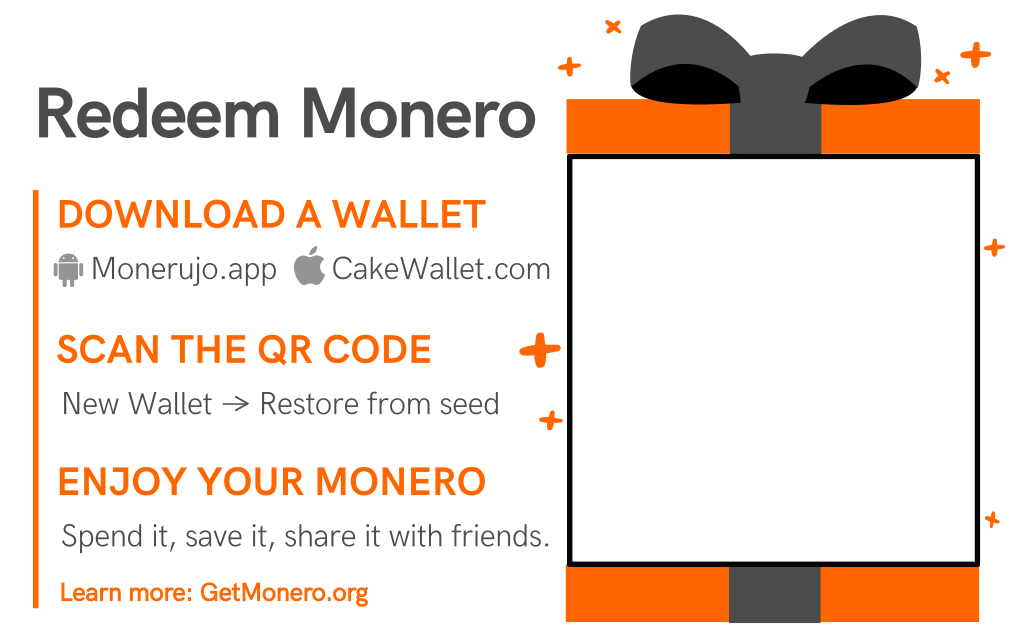 Redeem Monero
DOWNLOAD A WALLET
Monerujo.app CakeWallet.com
SCAN THE QR CODE
New Wallet → Restore from seed
ENJOY YOUR MONERO
Spend it, save it, share it with friends.
Learn more: GetMonero.org